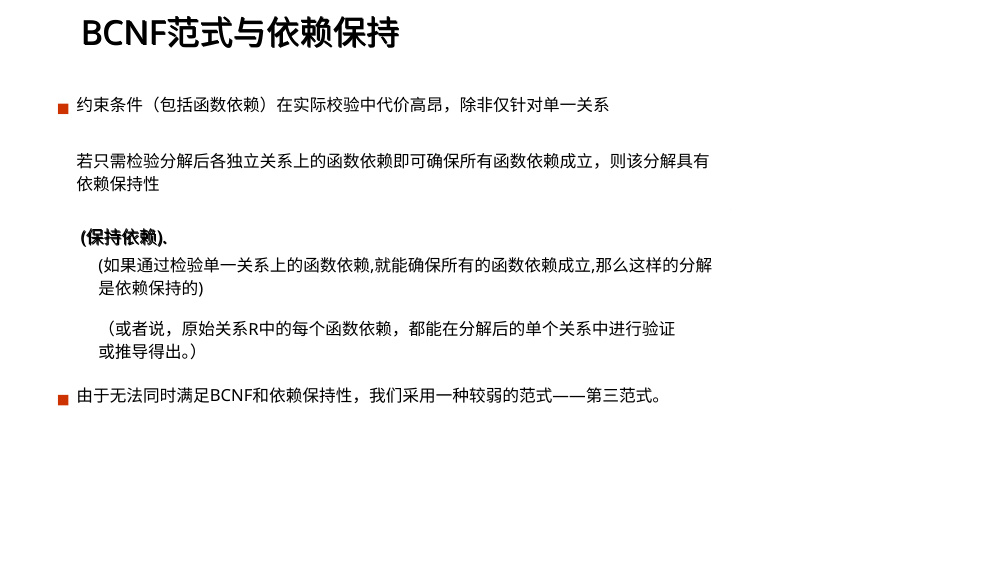 BCNF范式与依赖保持
约束条件（包括函数依赖）在实际校验中代价高昂，除非仅针对单一关系
若只需检验分解后各独立关系上的函数依赖即可确保所有函数依赖成立，则该分解具有
依赖保持性
(保持依赖).
(如果通过检验单一关系上的函数依赖,就能确保所有的函数依赖成立,那么这样的分解
是依赖保持的)
（或者说，原始关系R中的每个函数依赖，都能在分解后的单个关系中进行验证
或推导得出。）
由于无法同时满足BCNF和依赖保持性，我们采用一种较弱的范式——第三范式。